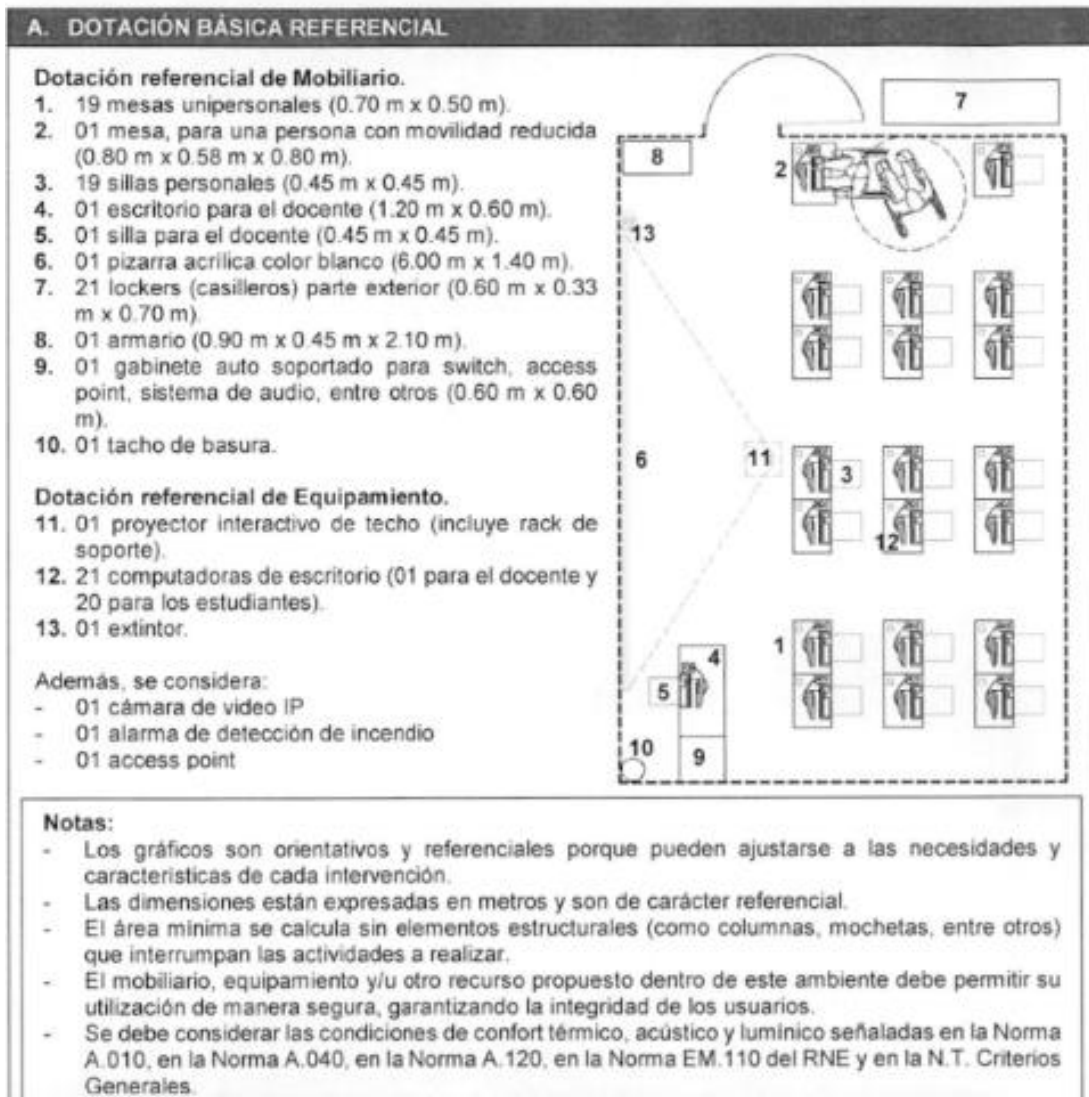 A. DOTACIÓN BÁSICA REFERENCIAL
Dotación referencial de Mobiliario.
1. 19 mesas unipersonales (0.70 m x 0.50 m).
2. 01 mesa, para una persona con movilidad reducida
(0.80 m x 0.58 m x 0.80 m).
3. 19 sillas personales (0.45 m x 0.45 m).
4. 01 escritorio para el docente (1.20 m x 0.60 m).
5. 01 silla para el docente (0.45 m x 0.45 m).
6. 01 pizarra acrílica color blanco (6.00 m x 1.40 m).
7. 21 lockers (casilleros) parte exterior (0.60 m x 0.33
m x 0.70 m).
8. 01 armario (0.90 m x 0.45 m x 2.10 m).
9. 01 gabinete auto soportado para switch, access
point, sistema de audio, entre otros (0.60 m x 0.60
m).
10. 01 tacho de basura.
Dotación referencial de Equipamiento.
11. 01 proyector interactivo de techo (incluye rack de
soporte).
12. 21 computadoras de escritorio (01 para el docente y
20 para los estudiantes).
13. 01 extintor.
Además, se considera:
- 01 cámara de video IP
- 01 alarma de detección de incendio
- 01 access point
7
8
2
13
6
11
3
12
1
4
5
10
9
Notas:
- Los gráficos son orientativos y referenciales porque pueden ajustarse a las necesidades y
características de cada intervención.
- Las dimensiones están expresadas en metros y son de carácter referencial.
- El área mínima se calcula sin elementos estructurales (como columnas, mochetas, entre otros)
que interrumpan las actividades a realizar.
- El mobiliario, equipamiento y/u otro recurso propuesto dentro de este ambiente debe permitir su
utilización de manera segura, garantizando la integridad de los usuarios.
- Se debe considerar las condiciones de confort térmico, acústico y lumínico señaladas en la Norma
A.010, en la Norma A.040, en la Norma A.120, en la Norma EM.110 del RNE y en la N.T. Criterios
Generales.